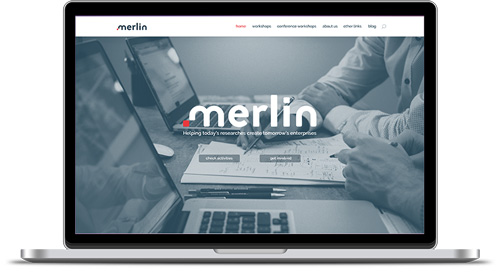 merlin
home workshops conference workshops about us other links blog
merlin
Helping today's researches create tomorrow's enterprises
about activities
get involved